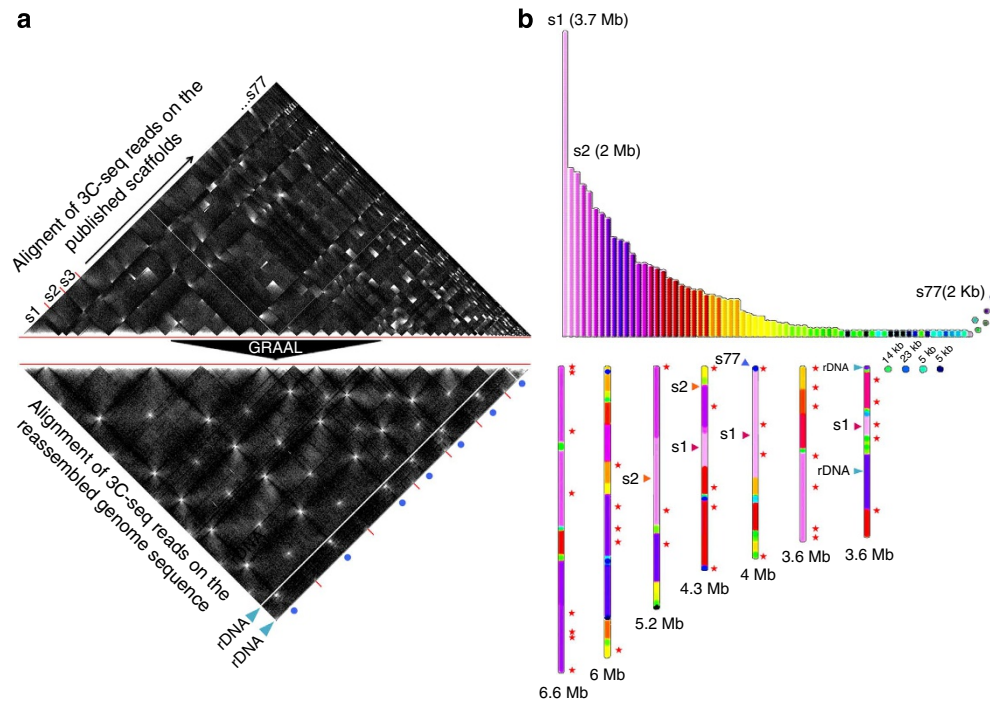 a
Alignent of 3C-seq reads on the
published scaffolds
s1
s2
s3
...s77
GRAAL
Alignment of 3C-seq reads on the
reassembled genome sequence
rDNA
rDNA
b
s1 (3.7 Mb)
s2 (2 Mb)
s77(2 Kb)
14 kb
23 kb
5 kb
5 kb
s77
s2
s1
s2
s1
rDNA
s1
rDNA
6.6 Mb
6 Mb
5.2 Mb
4.3 Mb
4 Mb
3.6 Mb
3.6 Mb